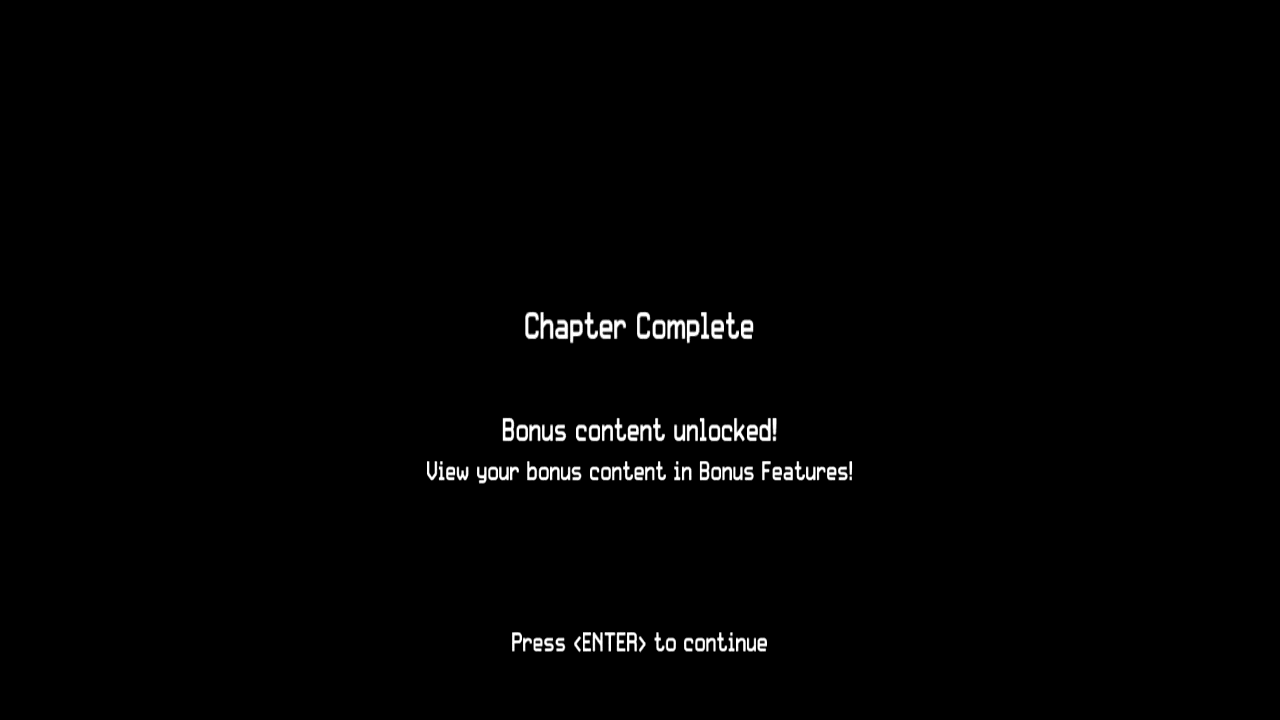 Chapter Complete
Bonus content unlocked!
View your bonus content in Bonus Features!
Press <ENTER> to continue